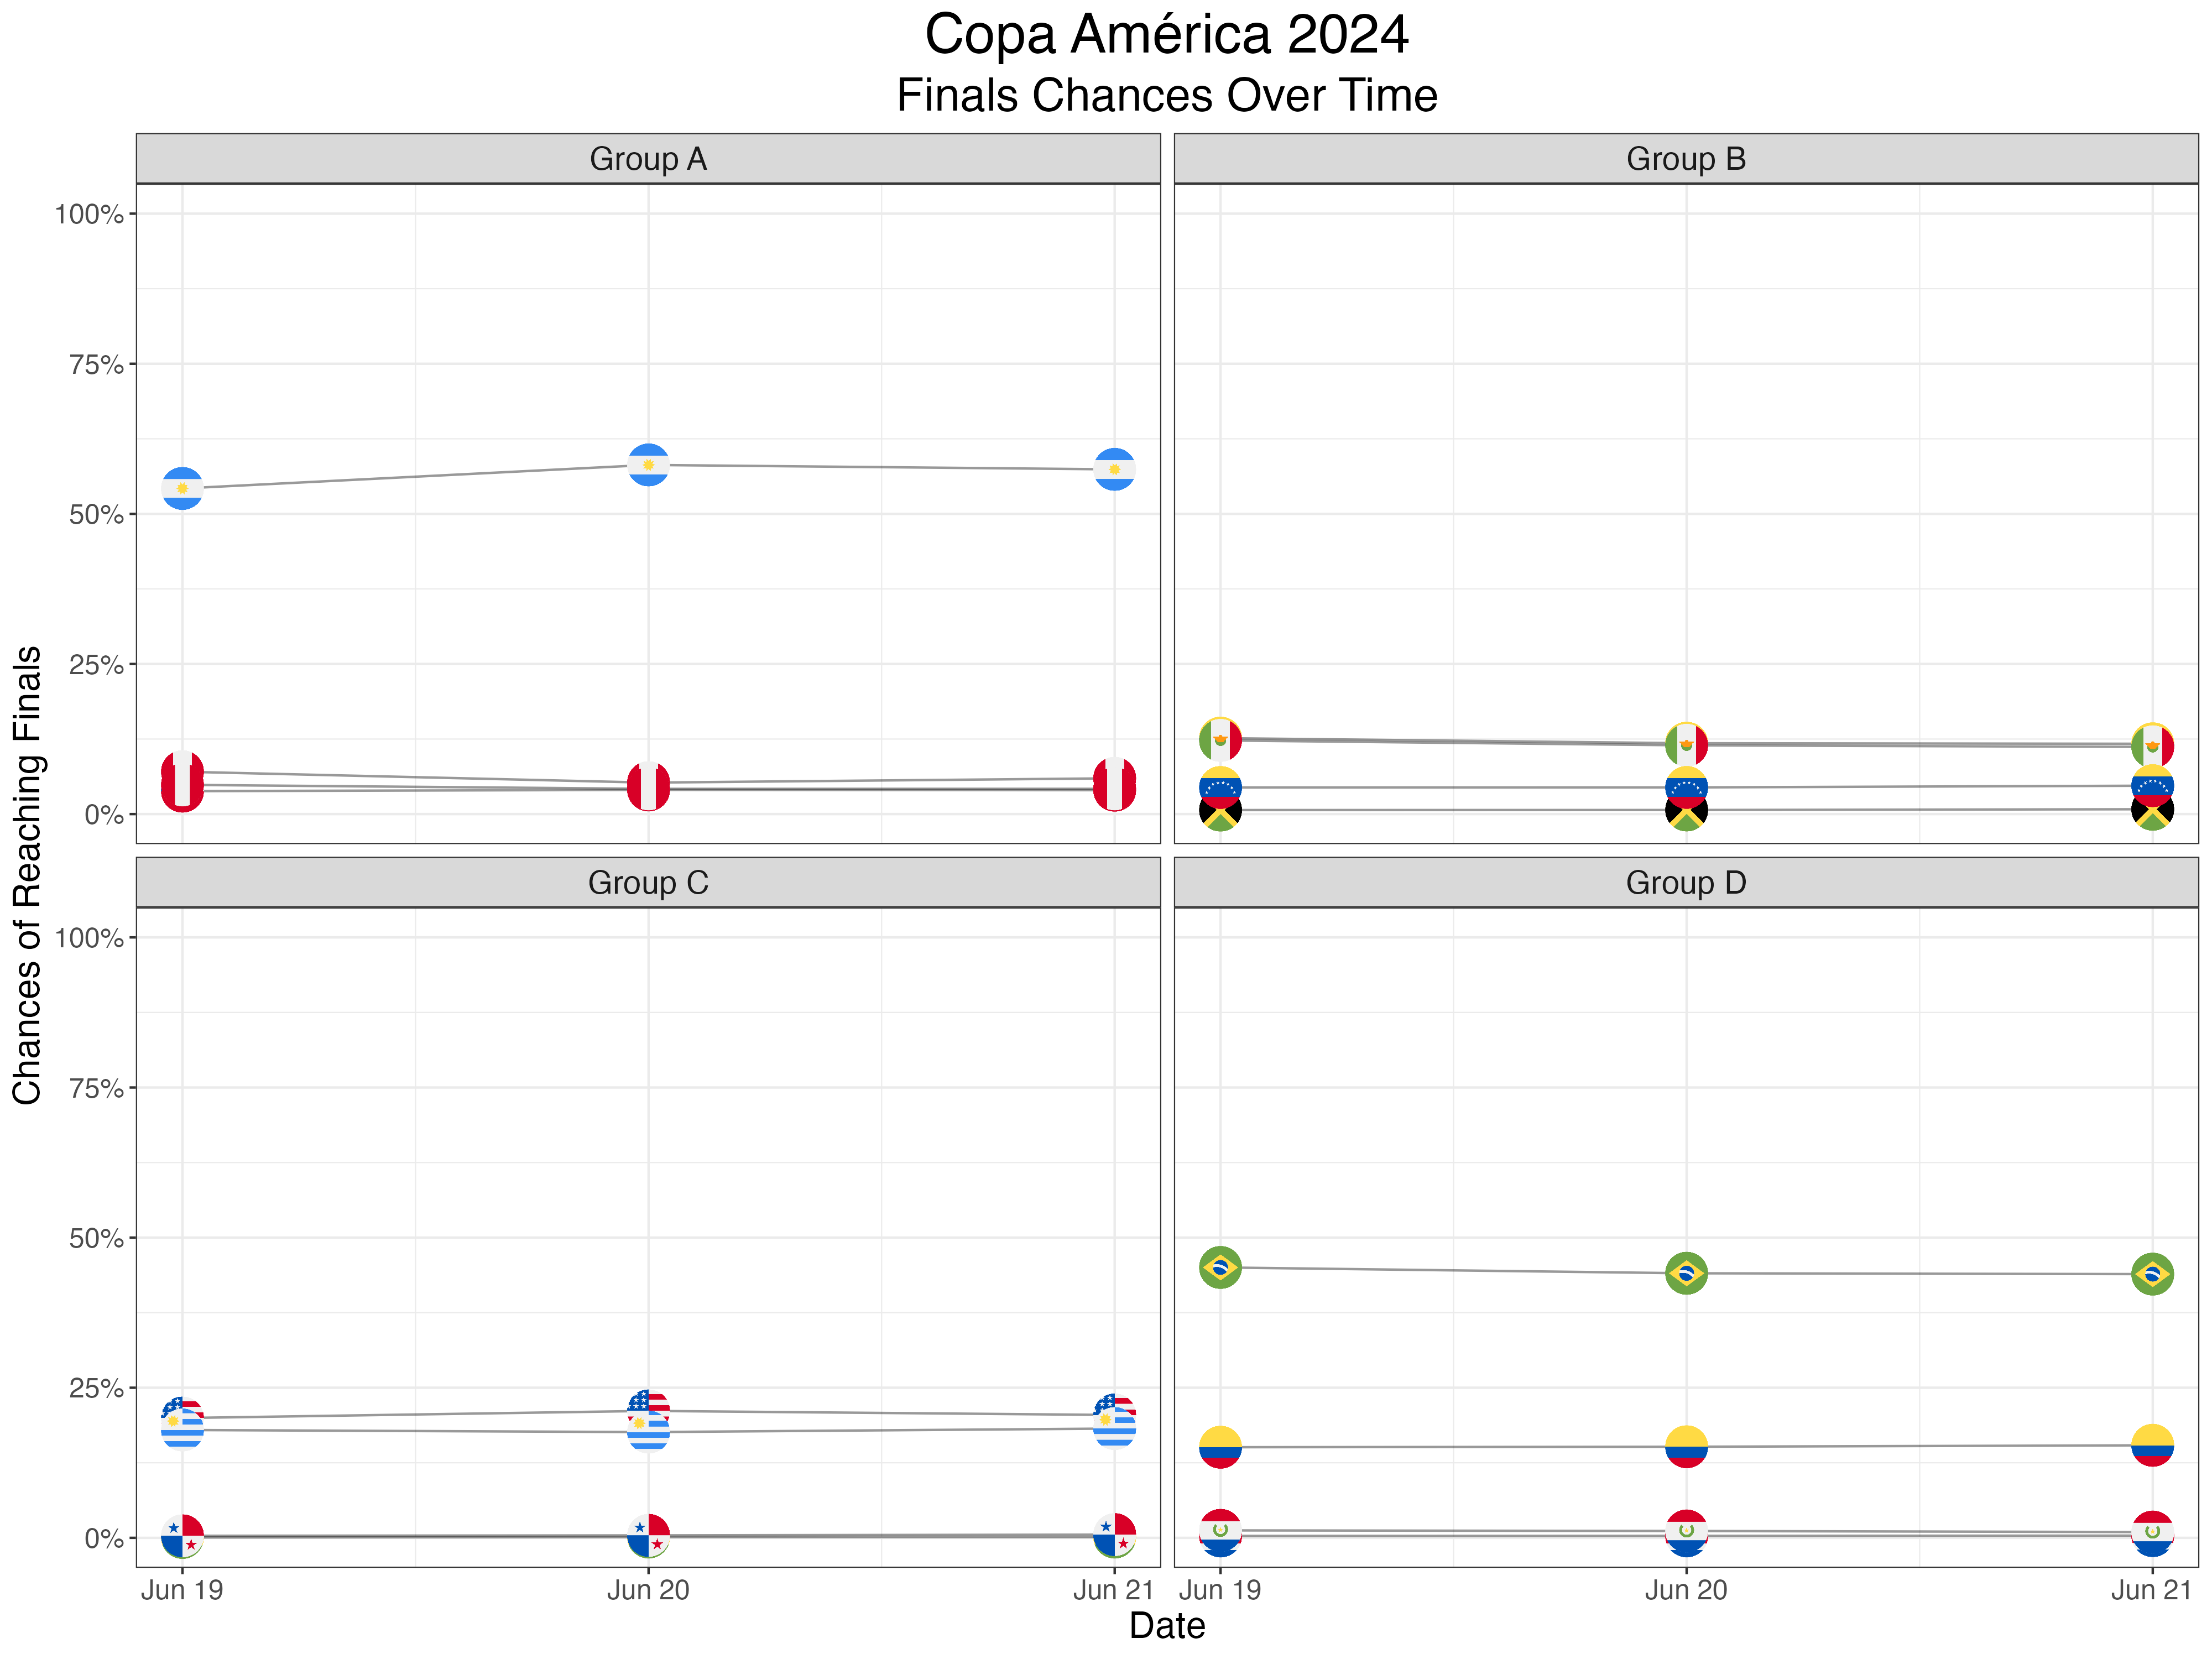 Copa América 2024
Finals Chances Over Time
Group A
Group B
100%
75%
50%
25%
0%
Group C
Group D
100%
75%
50%
25%
0%
Jun 19
Jun 20
Jun 21
Jun 19
Jun 20
Jun 21
Date
Chances of Reaching Finals